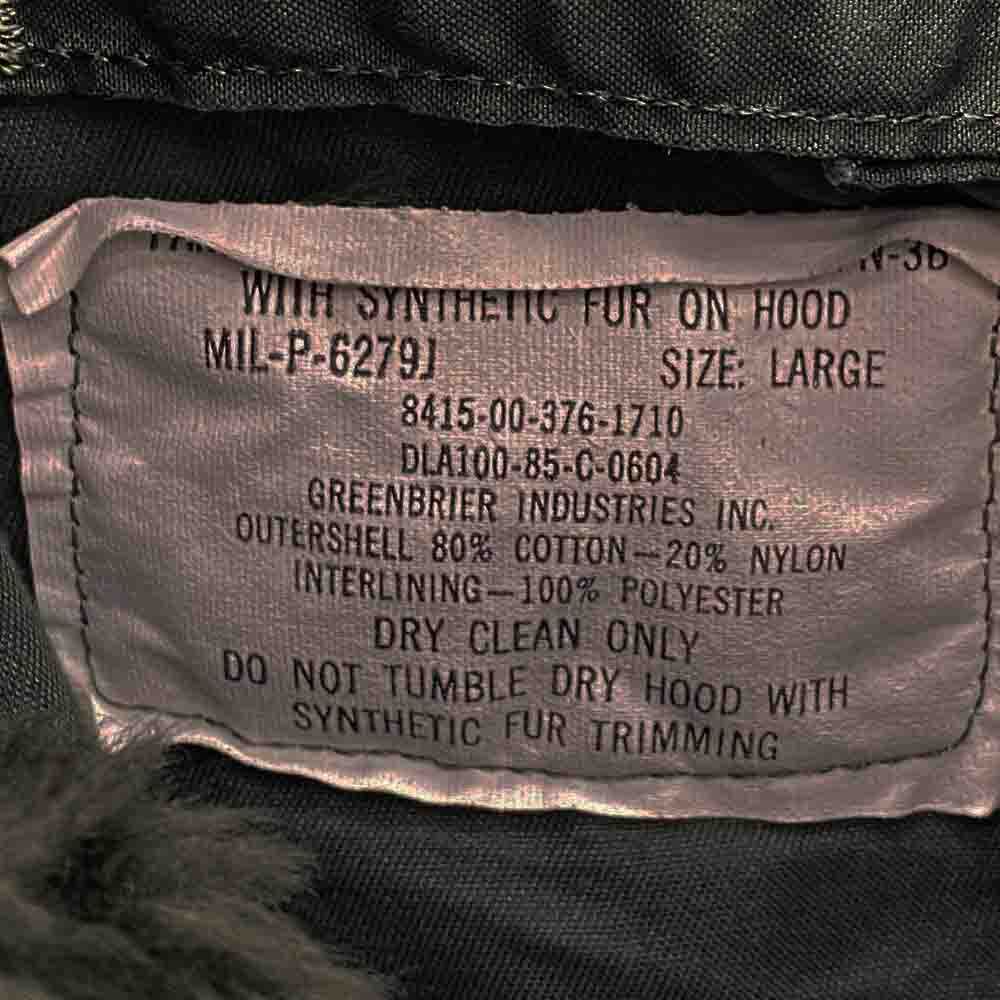 N-3B
WITH SYNTHETIC FUR ON HOOD
MIL-P-6279J SIZE: LARGE
8415-00-376-1710
DLA100-85-C-0604
GREENBRIER INDUSTRIES INC.
OUTERSHELL 80% COTTON—20% NYLON
INTERLINING—100% POLYESTER
DRY CLEAN ONLY
DO NOT TUMBLE DRY HOOD WITH
SYNTHETIC FUR TRIMMING